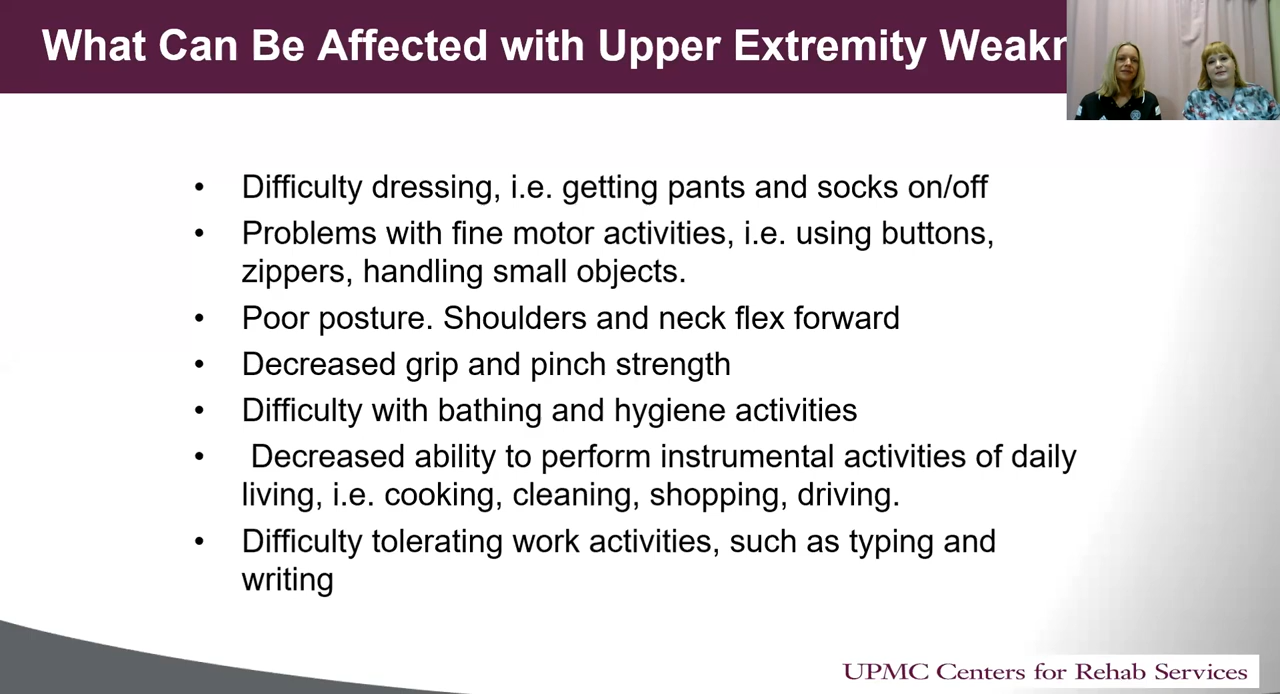 What Can Be Affected with Upper Extremity
• Difficulty dressing, i.e. getting pants and socks on/off
• Problems with fine motor activities, i.e. using buttons,
zippers, handling small objects.
• Poor posture. Shoulders and neck flex forward
• Decreased grip and pinch strength
• Difficulty with bathing and hygiene activities
• Decreased ability to perform instrumental activities of daily
living, i.e. cooking, cleaning, shopping, driving.
• Difficulty tolerating work activities, such as typing and
writing
UPMC Centers for Rehab Services